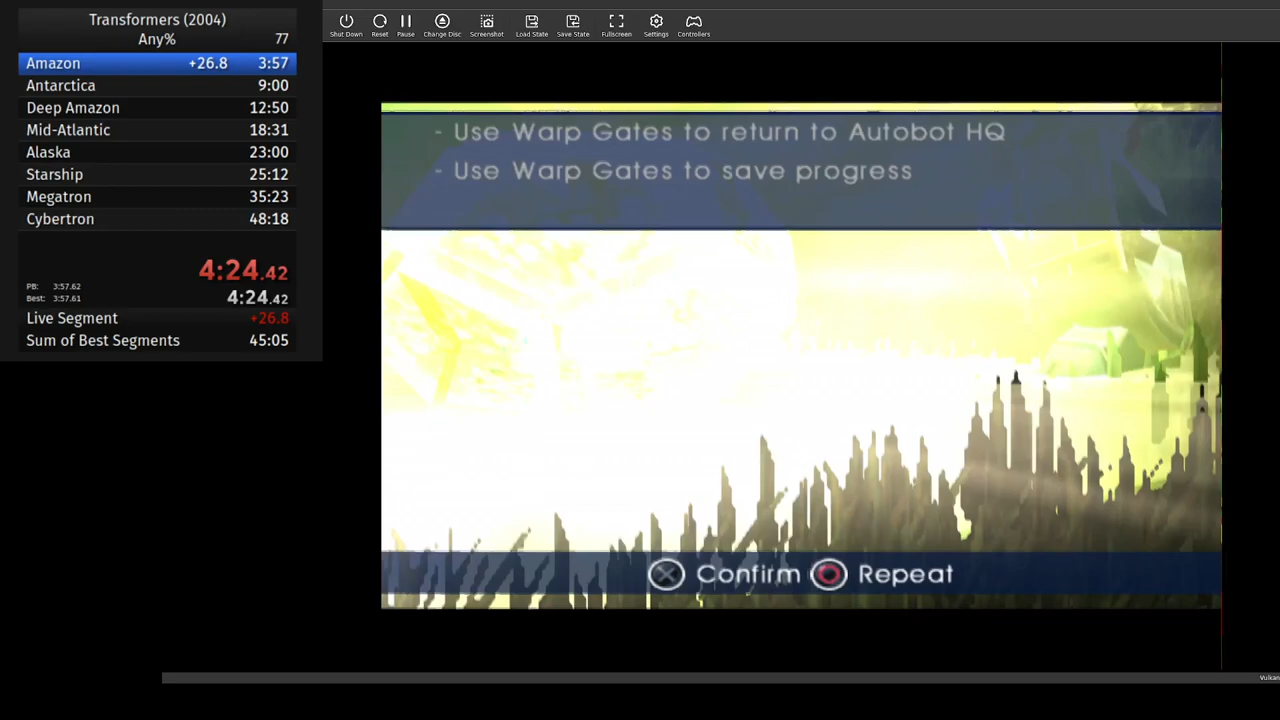 Transformers (2004)
Any% 77
Amazon +26.8 3:57
Antarctica 9:00
Deep Amazon 12:50
Mid-Atlantic 18:31
Alaska 23:00
Starship 25:12
Megatron 35:23
Cybertron 48:18
4:24.42
PB: 3:57.62
Best: 3:57.61
4:24.42
Live Segment +26.8
Sum of Best Segments 45:05
Shut Down Reset Pause Change Disc Screenshot Load State Save State Fullscreen Settings Controllers
- Use Warp Gates to return to Autobot HQ
- Use Warp Gates to save progress
Confirm Repeat
Vulkan